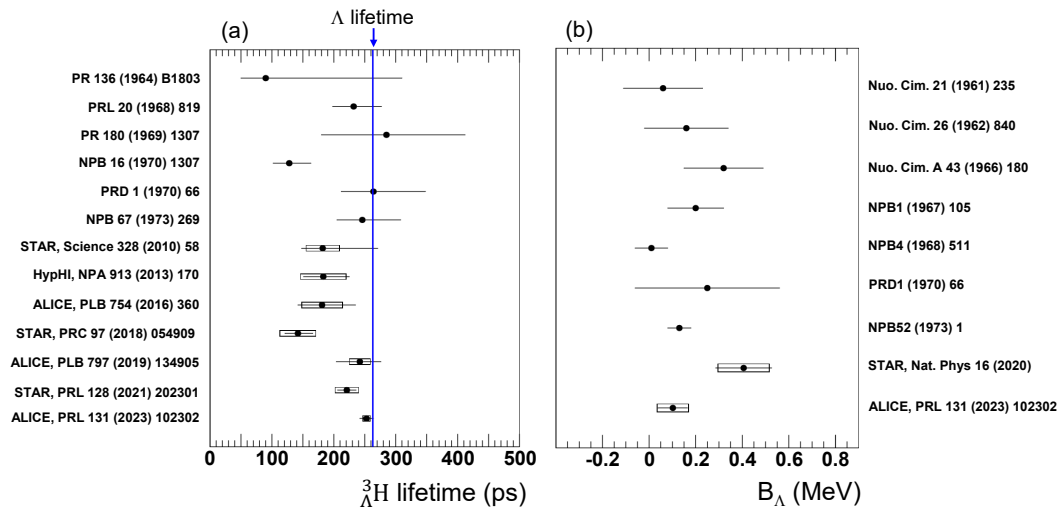 Λ lifetime
(a)
PR 136 (1964) B1803
PRL 20 (1968) 819
PR 180 (1969) 1307
NPB 16 (1970) 1307
PRD 1 (1970) 66
NPB 67 (1973) 269
STAR, Science 328 (2010) 58
HypHI, NPA 913 (2013) 170
ALICE, PLB 754 (2016) 360
STAR, PRC 97 (2018) 054909
ALICE, PLB 797 (2019) 134905
STAR, PRL 128 (2021) 202301
ALICE, PRL 131 (2023) 102302
0 100 200 300 400 500
³ΛH lifetime (ps)
(b)
Nuo. Cim. 21 (1961) 235
Nuo. Cim. 26 (1962) 840
Nuo. Cim. A 43 (1966) 180
NPB1 (1967) 105
NPB4 (1968) 511
PRD1 (1970) 66
NPB52 (1973) 1
STAR, Nat. Phys 16 (2020)
ALICE, PRL 131 (2023) 102302
-0.2 0 0.2 0.4 0.6 0.8
BΛ (MeV)